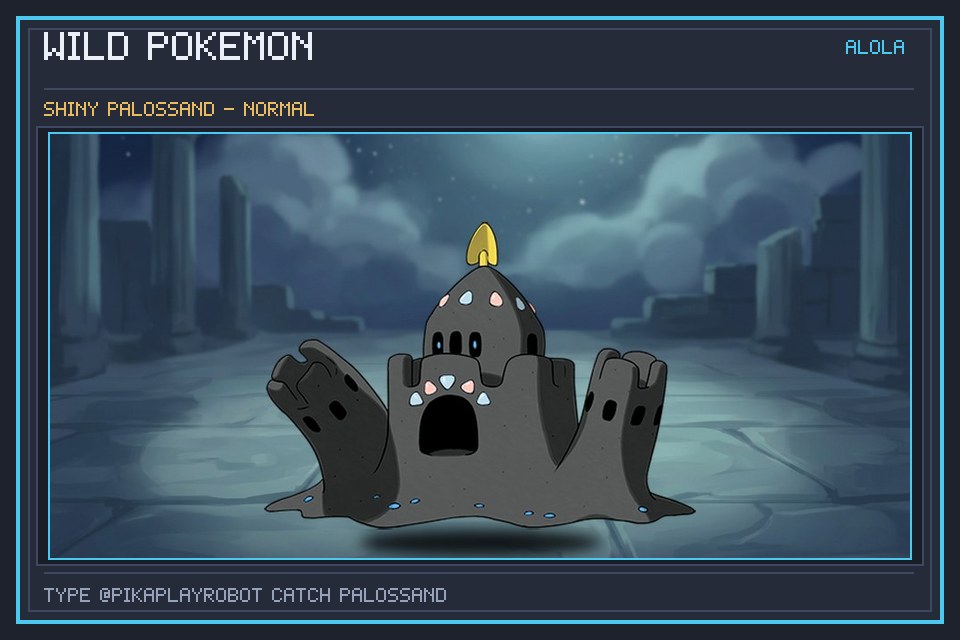 WILD POKEMON
ALOLA
SHINY PALOSSAND - NORMAL
TYPE @PIKAPLAYROBOT CATCH PALOSSAND